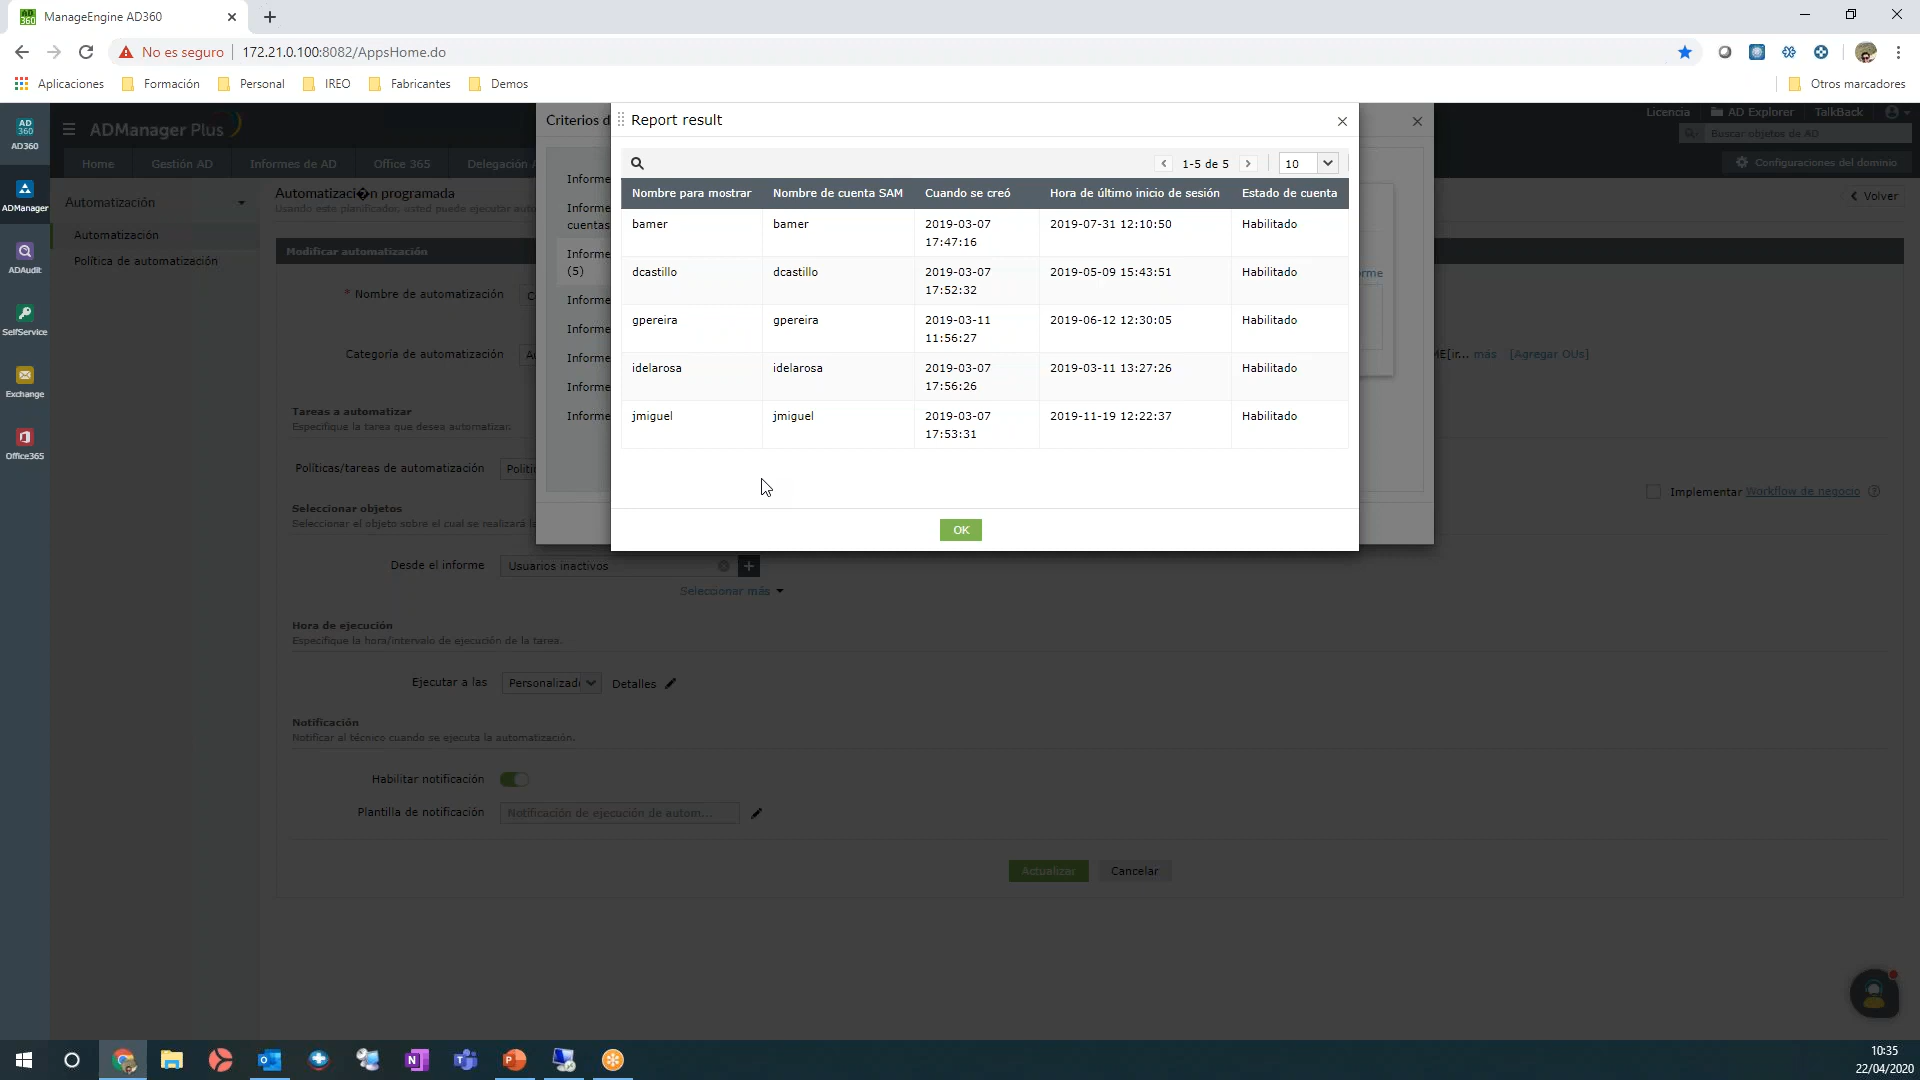 ManageEngine AD360
No es seguro
172.21.0.100:8082/AppsHome.do
Aplicaciones
Formación
Personal
IREO
Fabricantes
Demos
Otros marcadores
AD360
ADManager Plus
Licencia
AD Explorer
TalkBack
Buscar objetos de AD
Home
Gestión AD
Informes de AD
Office 365
Delegación A
Configuraciones del dominio
ADManager
ADAudit
SelfService
Exchange
Office365
Automatización
Automatización
Política de automatización
Automatizaci�n programada
Usando este planificador, usted puede ejecutar auto
Volver
Modificar automatización
* Nombre de automatización
Categoría de automatización
ME[ir... más [Agregar OUs]
Tareas a automatizar
Especifique la tarea que desea automatizar.
Políticas/tareas de automatización
Políti
Implementar Workflow de negocio
Seleccionar objetos
Seleccionar el objeto sobre el cual se realizará la
Desde el informe
Usuarios inactivos
Seleccionar más
Hora de ejecución
Especifique la hora/intervalo de ejecución de la tarea.
Ejecutar a las
Personalizado
Detalles
Notificación
Notificar al técnico cuando se ejecuta la automatización.
Habilitar notificación
Plantilla de notificación
Notificación de ejecución de autom...
Actualizar
Cancelar
Criterios d
Informe
Informe
cuentas
Informe
(5)
Informe
Informe
Informe
Informe
Informe
rme
Report result
1-5 de 5
10
Nombre para mostrar
Nombre de cuenta SAM
Cuando se creó
Hora de último inicio de sesión
Estado de cuenta
bamer
bamer
2019-03-07
17:47:16
2019-07-31 12:10:50
Habilitado
dcastillo
dcastillo
2019-03-07
17:52:32
2019-05-09 15:43:51
Habilitado
gpereira
gpereira
2019-03-11
11:56:27
2019-06-12 12:30:05
Habilitado
idelarosa
idelarosa
2019-03-07
17:56:26
2019-03-11 13:27:26
Habilitado
jmiguel
jmiguel
2019-03-07
17:53:31
2019-11-19 12:22:37
Habilitado
OK
10:35
22/04/2020